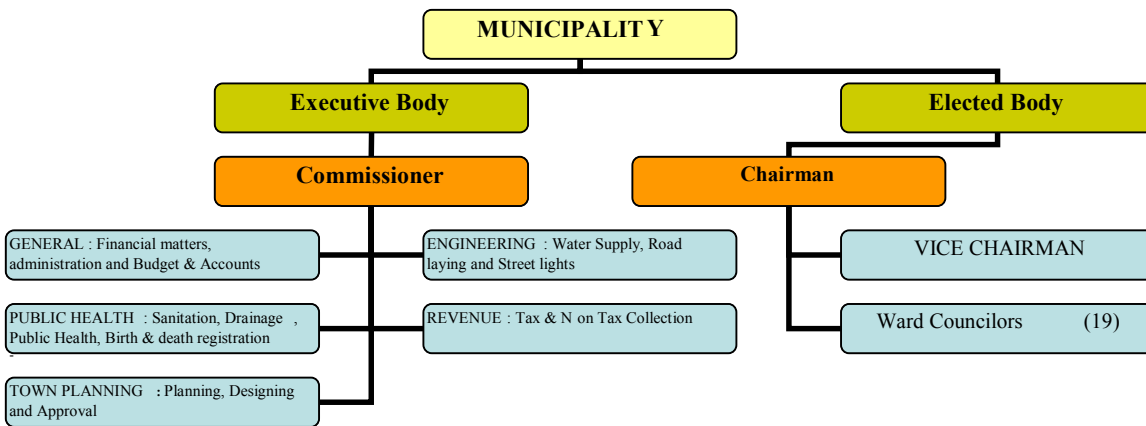 MUNICIPALITY
Executive Body
Elected Body
Commissioner
Chairman
GENERAL : Financial matters,
administration and Budget & Accounts
ENGINEERING : Water Supply, Road
laying and Street lights
VICE CHAIRMAN
PUBLIC HEALTH : Sanitation, Drainage ,
Public Health, Birth & death registration
-
REVENUE : Tax & N on Tax Collection
Ward Councilors (19)
TOWN PLANNING : Planning, Designing
and Approval